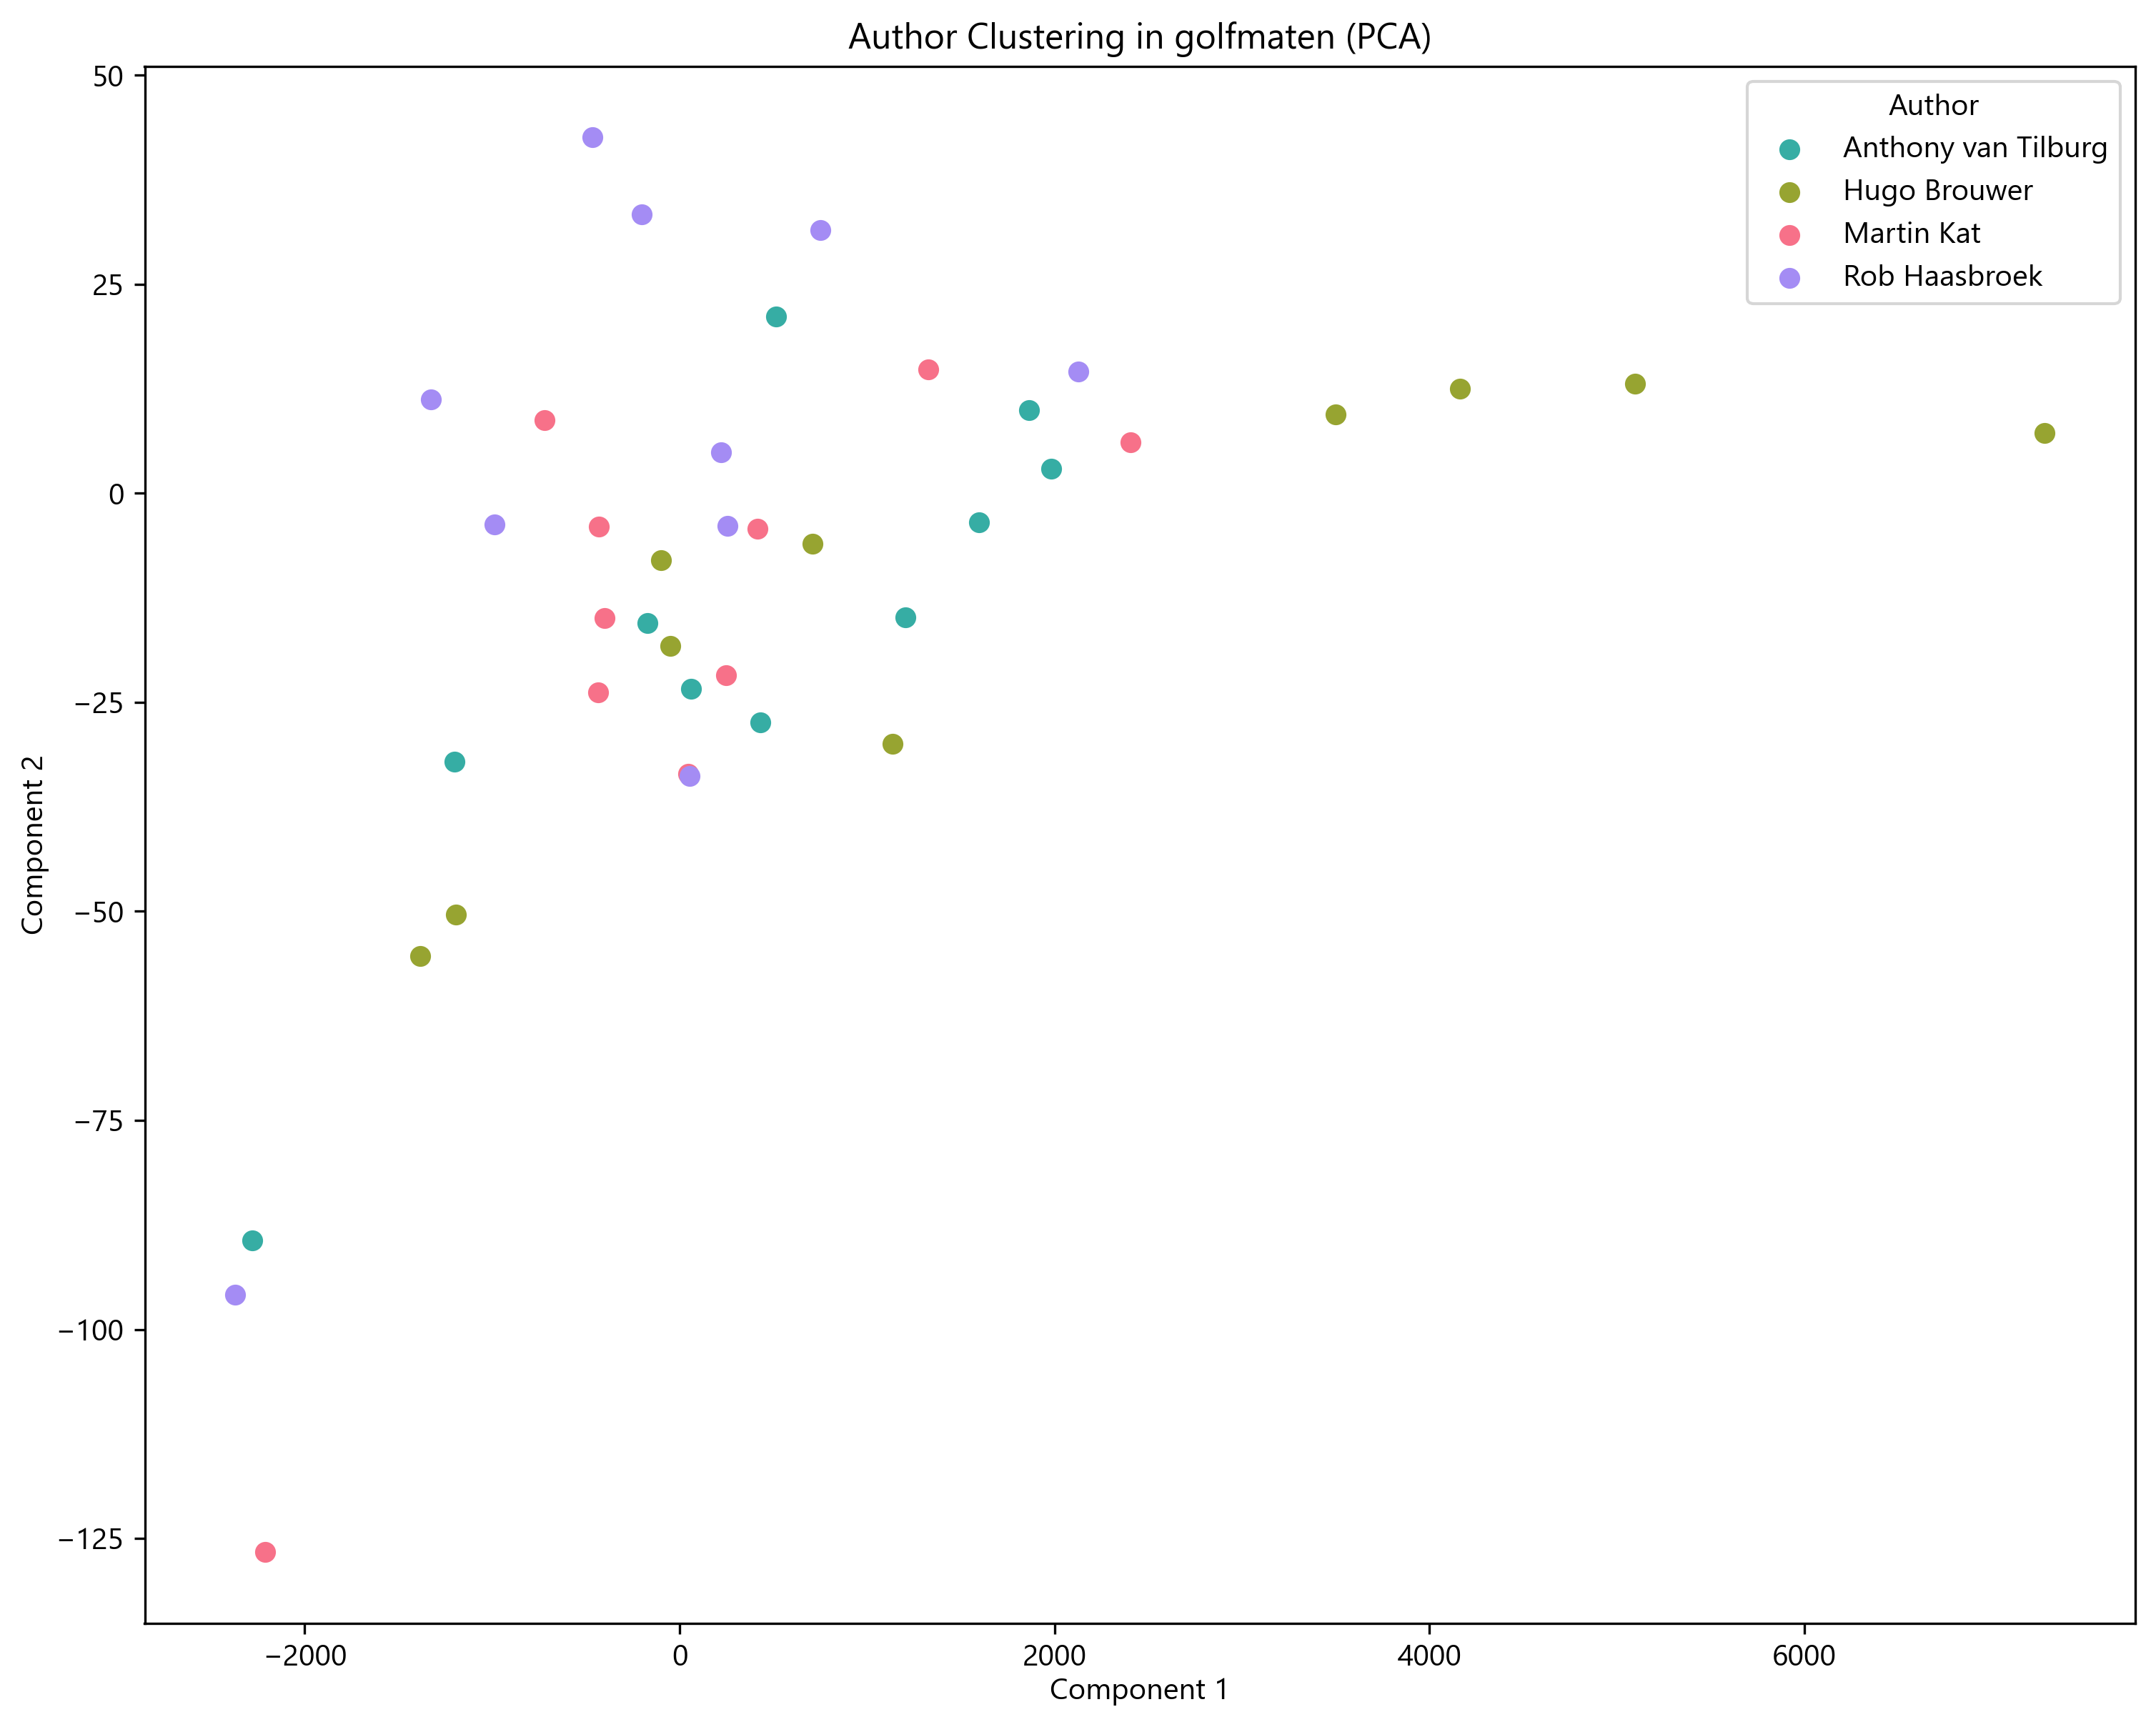 Author Clustering in golfmaten (PCA)
Author
Anthony van Tilburg
Hugo Brouwer
Martin Kat
Rob Haasbroek
50
25
0
−25
−50
−75
−100
−125
Component 2
−2000
0
2000
4000
6000
Component 1